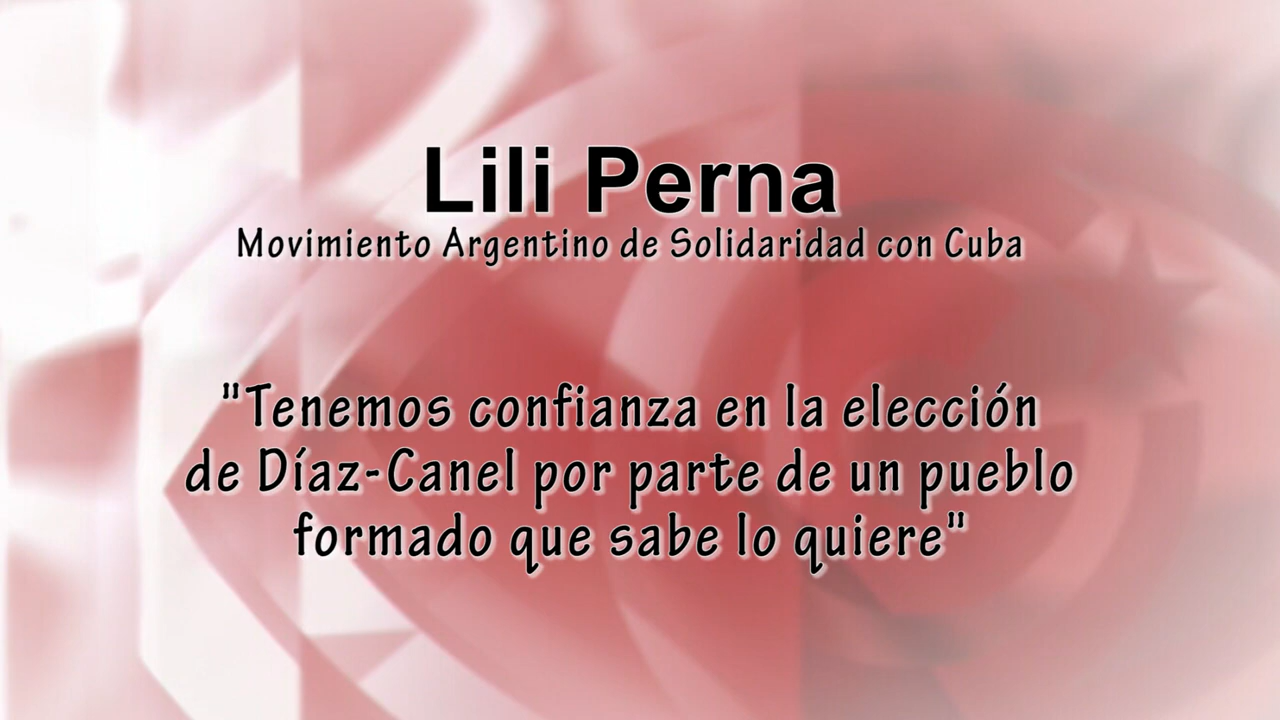 Lili Perna
Movimiento Argentino de Solidaridad con Cuba
"Tenemos confianza en la elección
de Díaz-Canel por parte de un pueblo
formado que sabe lo quiere"